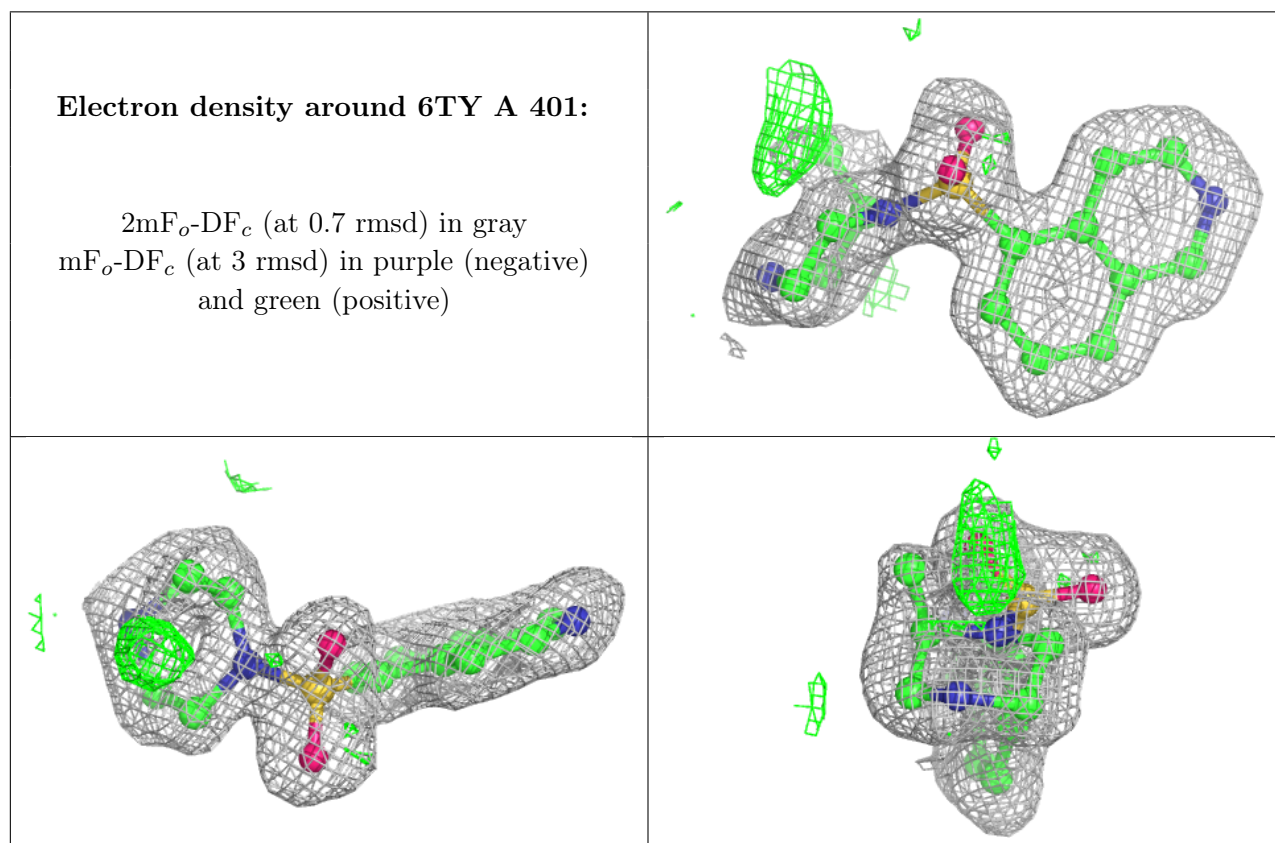 Electron density around 6TY A 401:
2mFo-DFc (at 0.7 rmsd) in gray
mFo-DFc (at 3 rmsd) in purple (negative)
and green (positive)